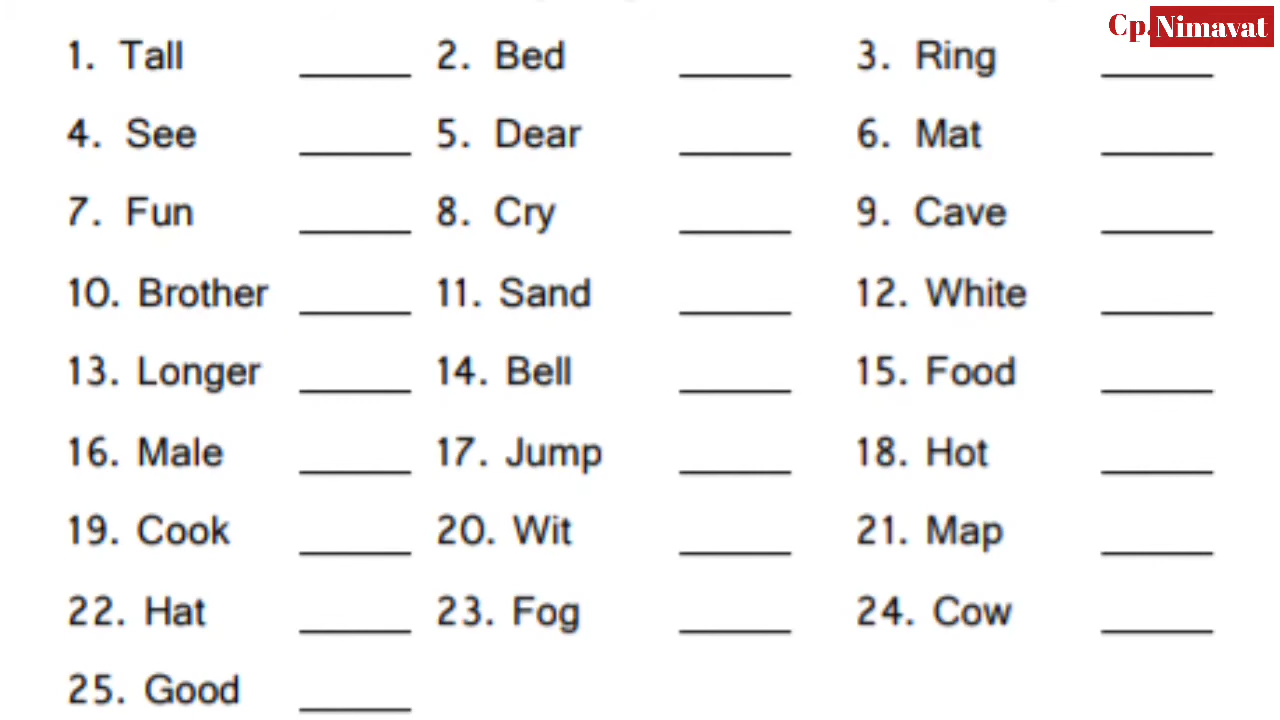 Cp. Nimavat
1. Tall ______ 2. Bed ______ 3. Ring ______
4. See ______ 5. Dear ______ 6. Mat ______
7. Fun ______ 8. Cry ______ 9. Cave ______
10. Brother ______ 11. Sand ______ 12. White ______
13. Longer ______ 14. Bell ______ 15. Food ______
16. Male ______ 17. Jump ______ 18. Hot ______
19. Cook ______ 20. Wit ______ 21. Map ______
22. Hat ______ 23. Fog ______ 24. Cow ______
25. Good ______